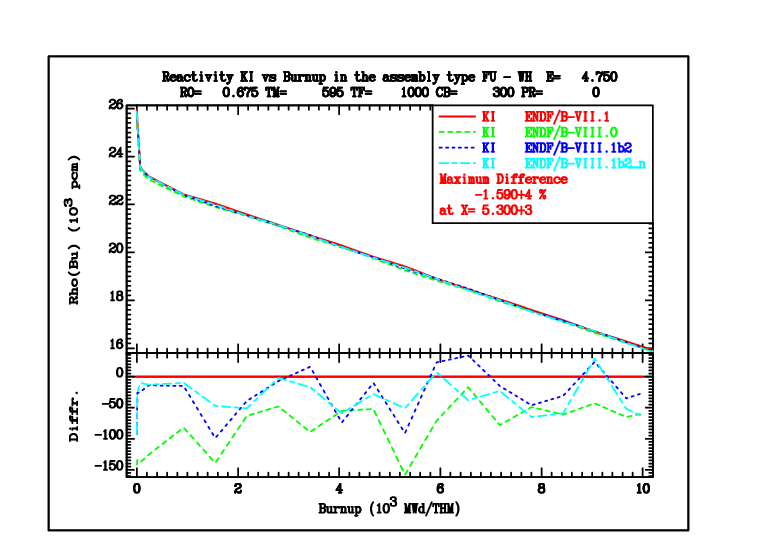 Reactivity KI vs Burnup in the assembly type FU - WH E= 4.750
RO= 0.675 TM= 595 TF= 1000 CB= 300 PR= 0
KI ENDF/B-VII.1
KI ENDF/B-VIII.0
KI ENDF/B-VIII.1b2
KI ENDF/B-VIII.1b2_n
Maximum Difference
-1.590+4 %
at X= 5.300+3
Rho(Bu) (10³ pcm)
26
24
22
20
18
16
Diffr.
0
-50
-100
-150
0 2 4 6 8 10
Burnup (10³ MWd/THM)